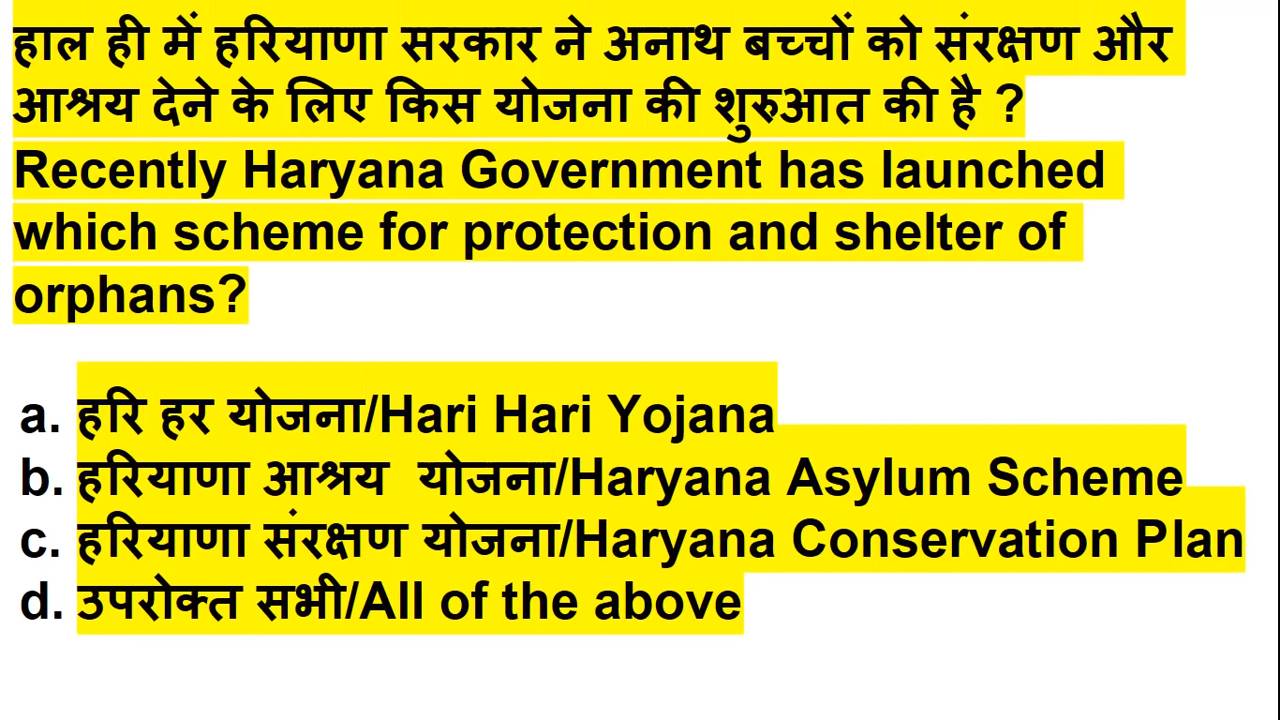 हाल ही में हरियाणा सरकार ने अनाथ बच्चों को संरक्षण और
आश्रय देने के लिए किस योजना की शुरुआत की है ?
Recently Haryana Government has launched
which scheme for protection and shelter of
orphans?
a. हरि हर योजना/Hari Hari Yojana
b. हरियाणा आश्रय योजना/Haryana Asylum Scheme
c. हरियाणा संरक्षण योजना/Haryana Conservation Plan
d. उपरोक्त सभी/All of the above